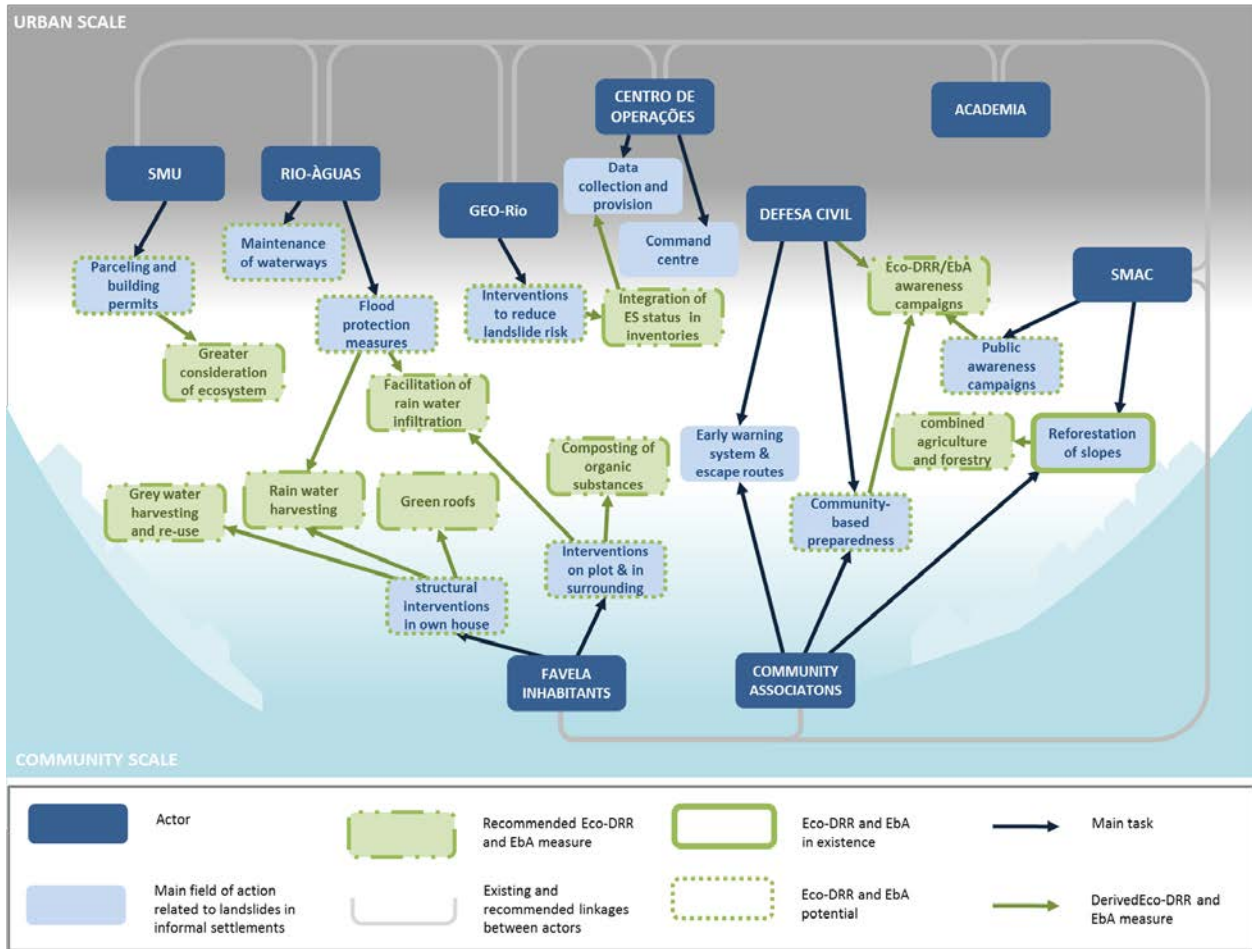 URBAN SCALE
CENTRO DE
OPERAÇÕES
ACADEMIA
SMU
RIO-ÀGUAS
GEO-Rio
Data
collection and
provision
DEFESA CIVIL
Command
centre
SMAC
Maintenance
of waterways
Parceling and
building
permits
Flood
protection
measures
Interventions
to reduce
landslide risk
Integration of
ES status in
inventories
Eco-DRR/EbA
awareness
campaigns
Public
awareness
campaigns
Greater
consideration
of ecosystem
Facilitation of
rain water
infiltration
Early warning
system &
escape routes
combined
agriculture
and forestry
Reforestation
of slopes
Grey water
harvesting
and re-use
Rain water
harvesting
Green roofs
Composting of
organic
substances
Community-
based
preparedness
structural
interventions
in own house
Interventions
on plot & in
surrounding
FAVELA
INHABITANTS
COMMUNITY
ASSOCIATONS
COMMUNITY SCALE
Actor
Recommended Eco-DRR
and EbA measure
Eco-DRR and EbA
in existence
Main task
Main field of action
related to landslides in
informal settlements
Existing and
recommended linkages
between actors
Eco-DRR and EbA
potential
DerivedEco-DRR and
EbA measure